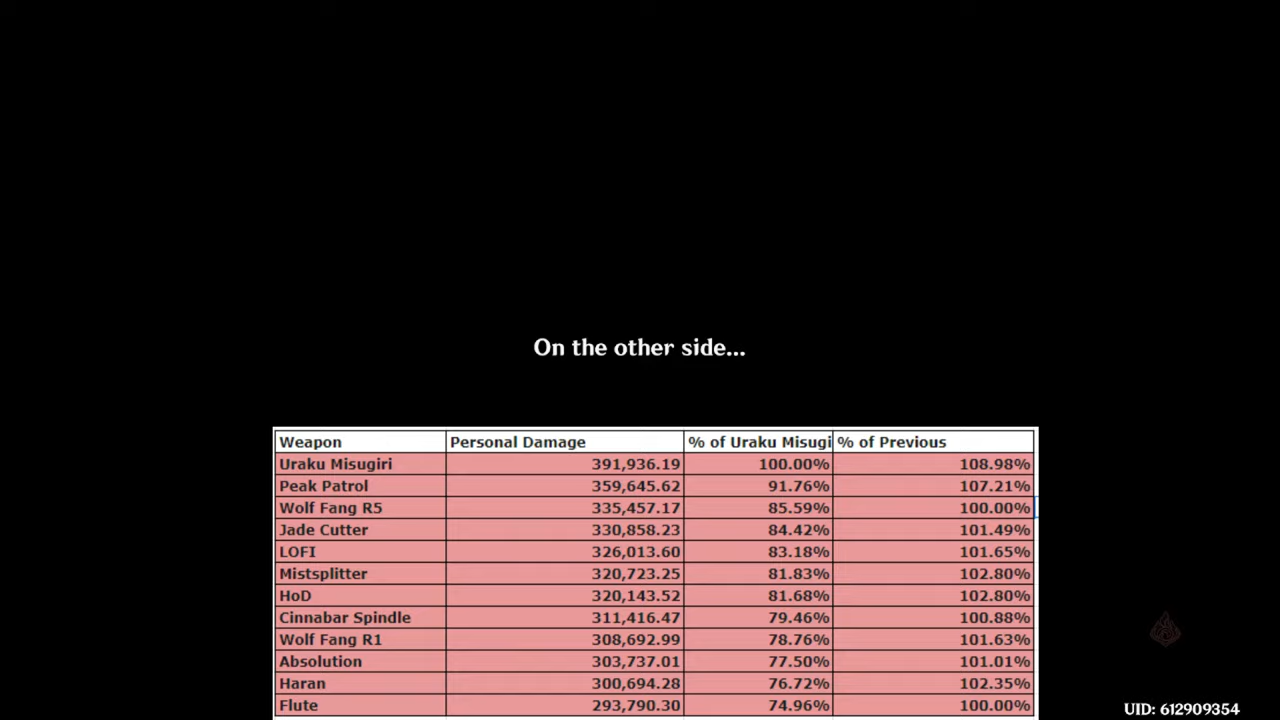 On the other side...
Weapon Personal Damage % of Uraku Misugi % of Previous
Uraku Misugiri 391,936.19 100.00% 108.98%
Peak Patrol 359,645.62 91.76% 107.21%
Wolf Fang R5 335,457.17 85.59% 100.00%
Jade Cutter 330,858.23 84.42% 101.49%
LOFI 326,013.60 83.18% 101.65%
Mistsplitter 320,723.25 81.83% 102.80%
HoD 320,143.52 81.68% 102.80%
Cinnabar Spindle 311,416.47 79.46% 100.88%
Wolf Fang R1 308,692.99 78.76% 101.63%
Absolution 303,737.01 77.50% 101.01%
Haran 300,694.28 76.72% 102.35%
Flute 293,790.30 74.96% 100.00%
UID: 612909354